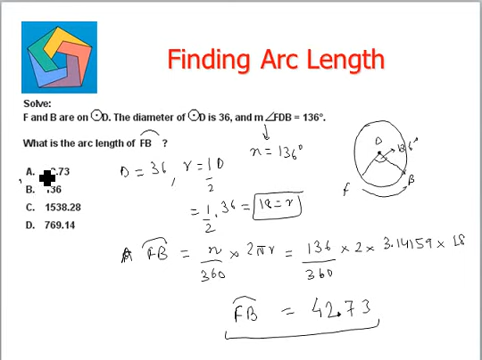 Finding Arc Length
Solve:
F and B are on ⊙D. The diameter of ⊙D is 36, and m∠FDB = 136°.
What is the arc length of FB ?
A. 2.73
B. 136
C. 1538.28
D. 769.14
n = 136°
D = 36, r = 1/2 D
= 1/2 . 36 = 18 = r
FB = n/360 × 2πr = 136/360 × 2 × 3.14159 × 18
FB = 42.73
D
136°
F
B